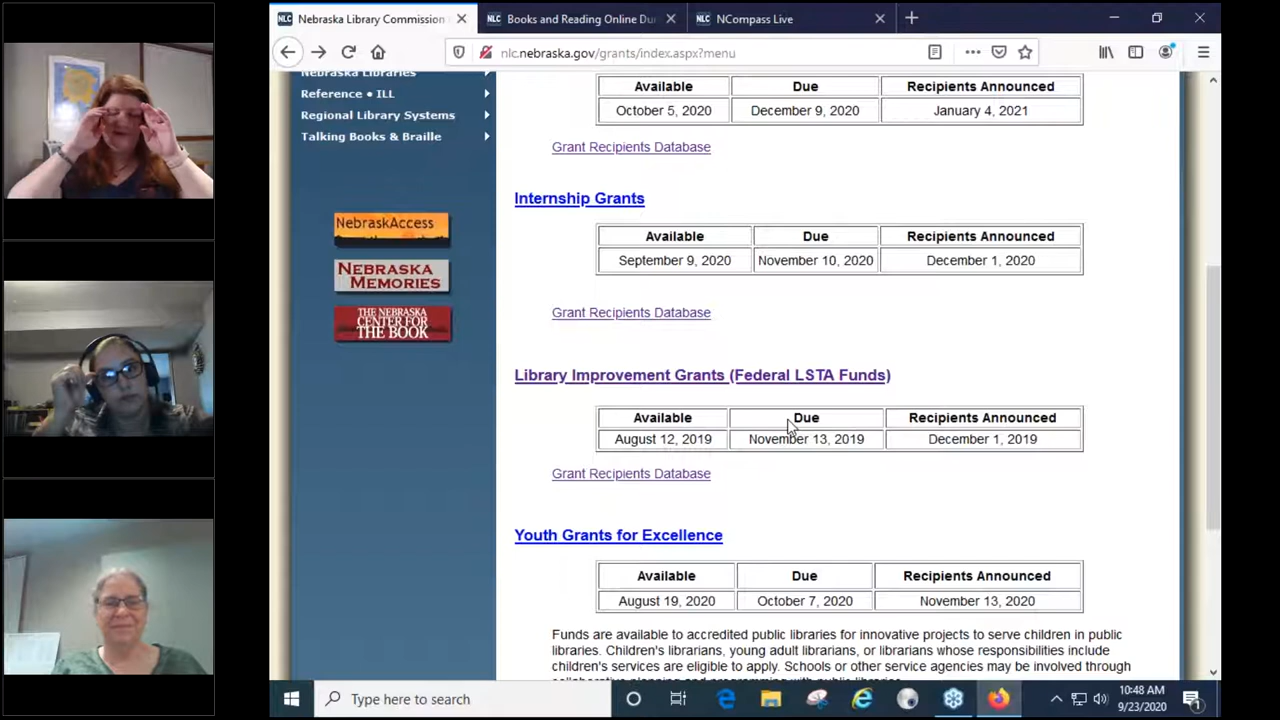 Nebraska Library Commission
Books and Reading Online Du
NCompass Live
nlc.nebraska.gov/grants/index.aspx?menu
Nebraska Libraries
Reference • ILL
Regional Library Systems
Talking Books & Braille
NebraskAccess
NEBRASKA
MEMORIES
THE NEBRASKA
CENTER FOR
THE BOOK
Available Due Recipients Announced
October 5, 2020 December 9, 2020 January 4, 2021
Grant Recipients Database
Internship Grants
Available Due Recipients Announced
September 9, 2020 November 10, 2020 December 1, 2020
Grant Recipients Database
Library Improvement Grants (Federal LSTA Funds)
Available Due Recipients Announced
August 12, 2019 November 13, 2019 December 1, 2019
Grant Recipients Database
Youth Grants for Excellence
Available Due Recipients Announced
August 19, 2020 October 7, 2020 November 13, 2020
Funds are available to accredited public libraries for innovative projects to serve children in public
libraries. Children's librarians, young adult librarians, or librarians whose responsibilities include
children's services are eligible to apply. Schools or other service agencies may be involved through
Type here to search
10:48 AM
9/23/2020